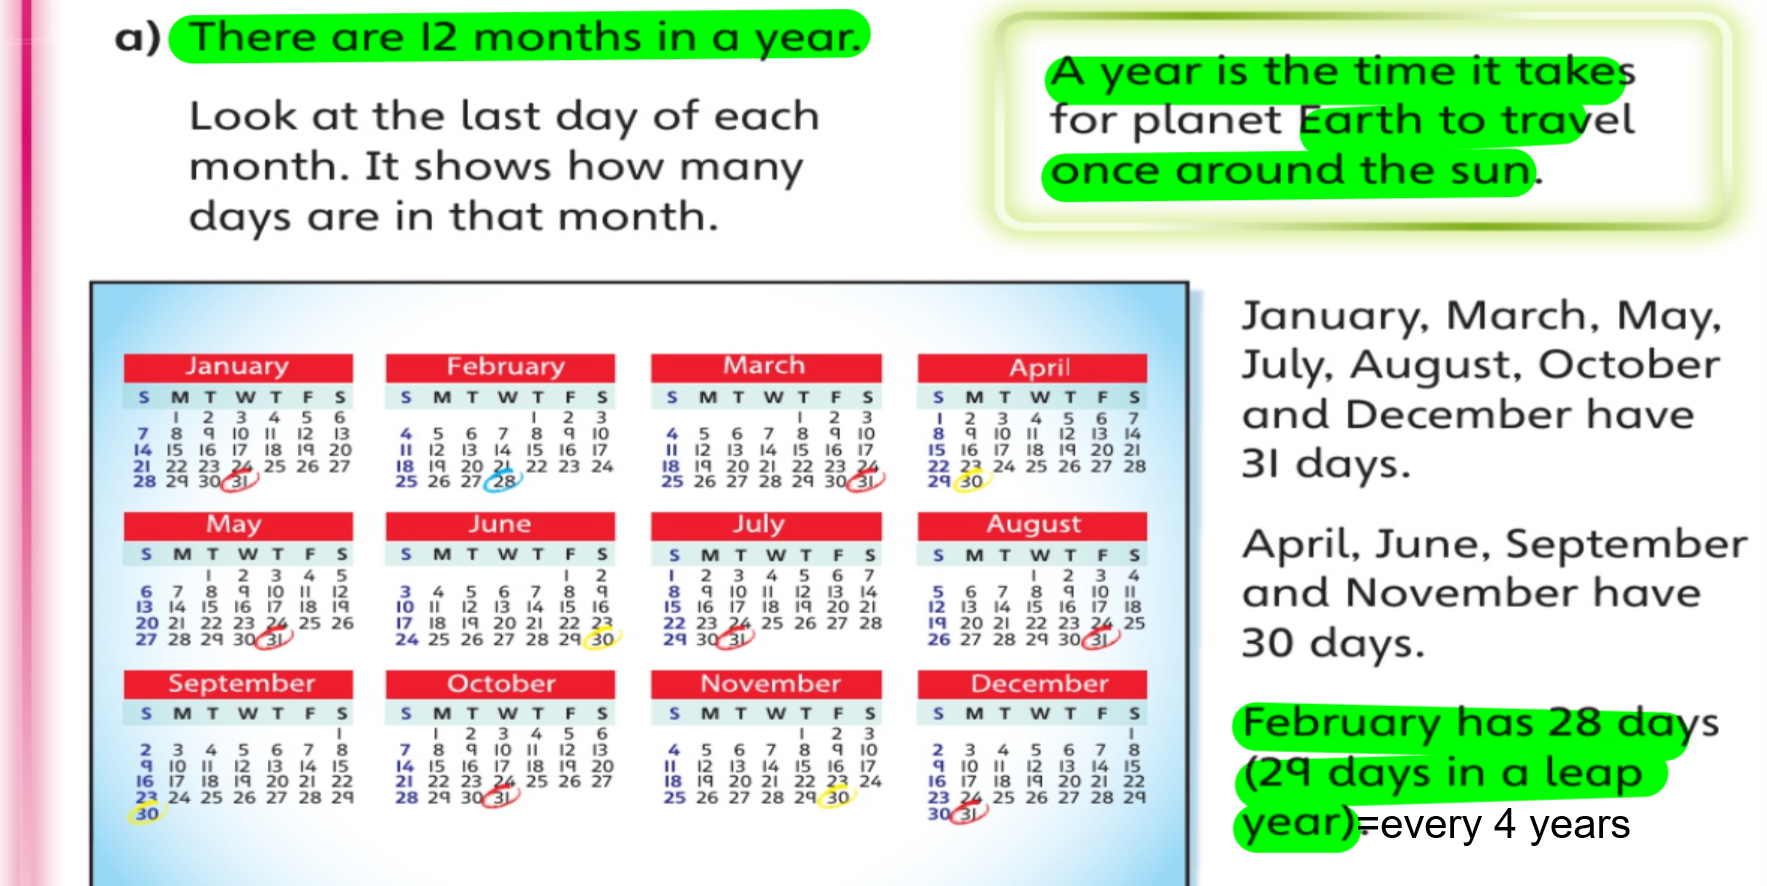 a) There are 12 months in a year.
Look at the last day of each
month. It shows how many
days are in that month.
A year is the time it takes
for planet Earth to travel
once around the sun.
January
S M T W T F S
1 2 3 4 5 6
7 8 9 10 11 12 13
14 15 16 17 18 19 20
21 22 23 24 25 26 27
28 29 30 31
February
S M T W T F S
1 2 3
4 5 6 7 8 9 10
11 12 13 14 15 16 17
18 19 20 21 22 23 24
25 26 27 28
March
S M T W T F S
1 2 3
4 5 6 7 8 9 10
11 12 13 14 15 16 17
18 19 20 21 22 23 24
25 26 27 28 29 30 31
April
S M T W T F S
1 2 3 4 5 6 7
8 9 10 11 12 13 14
15 16 17 18 19 20 21
22 23 24 25 26 27 28
29 30
May
S M T W T F S
1 2 3 4 5
6 7 8 9 10 11 12
13 14 15 16 17 18 19
20 21 22 23 24 25 26
27 28 29 30 31
June
S M T W T F S
1 2
3 4 5 6 7 8 9
10 11 12 13 14 15 16
17 18 19 20 21 22 23
24 25 26 27 28 29 30
July
S M T W T F S
1 2 3 4 5 6 7
8 9 10 11 12 13 14
15 16 17 18 19 20 21
22 23 24 25 26 27 28
29 30 31
August
S M T W T F S
1 2 3 4
5 6 7 8 9 10 11
12 13 14 15 16 17 18
19 20 21 22 23 24 25
26 27 28 29 30 31
September
S M T W T F S
1
2 3 4 5 6 7 8
9 10 11 12 13 14 15
16 17 18 19 20 21 22
23 24 25 26 27 28 29
30
October
S M T W T F S
1 2 3 4 5 6
7 8 9 10 11 12 13
14 15 16 17 18 19 20
21 22 23 24 25 26 27
28 29 30 31
November
S M T W T F S
1 2 3
4 5 6 7 8 9 10
11 12 13 14 15 16 17
18 19 20 21 22 23 24
25 26 27 28 29 30
December
S M T W T F S
1
2 3 4 5 6 7 8
9 10 11 12 13 14 15
16 17 18 19 20 21 22
23 24 25 26 27 28 29
30 31
January, March, May,
July, August, October
and December have
31 days.
April, June, September
and November have
30 days.
February has 28 days
(29 days in a leap
year).=every 4 years